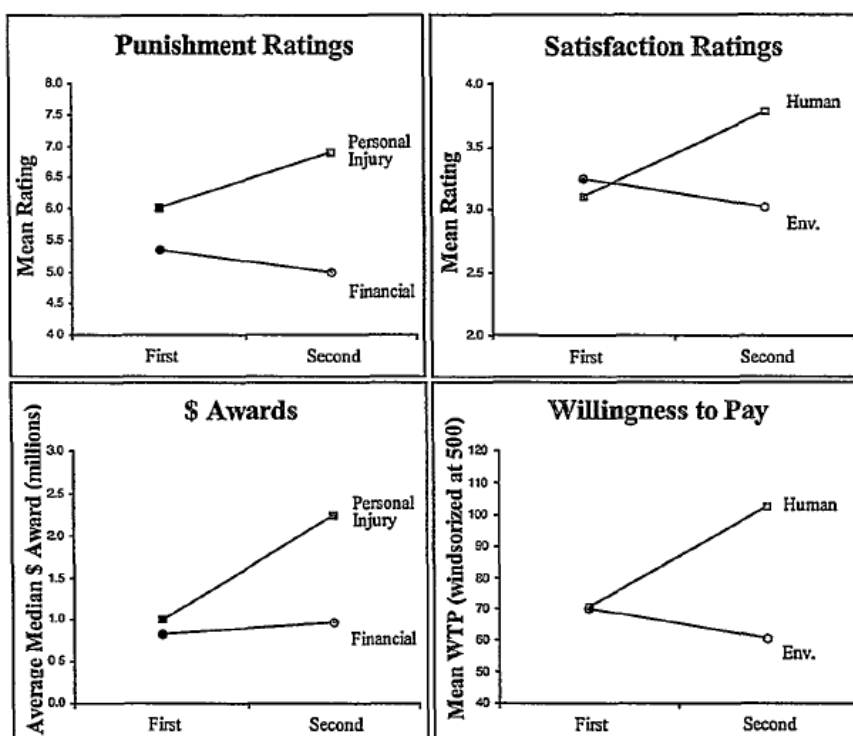 Punishment Ratings
Mean Rating
8.0
7.5
7.0
6.5
6.0
5.5
5.0
4.5
4.0
Personal
Injury
Financial
First Second
Satisfaction Ratings
Mean Rating
4.0
3.5
3.0
2.5
2.0
Human
Env.
First Second
$ Awards
Average Median $ Award (millions)
3.0
2.5
2.0
1.5
1.0
0.5
0.0
Personal
Injury
Financial
First Second
Willingness to Pay
Mean WTP (windsorized at 500)
120
110
100
90
80
70
60
50
40
Human
Env.
First Second